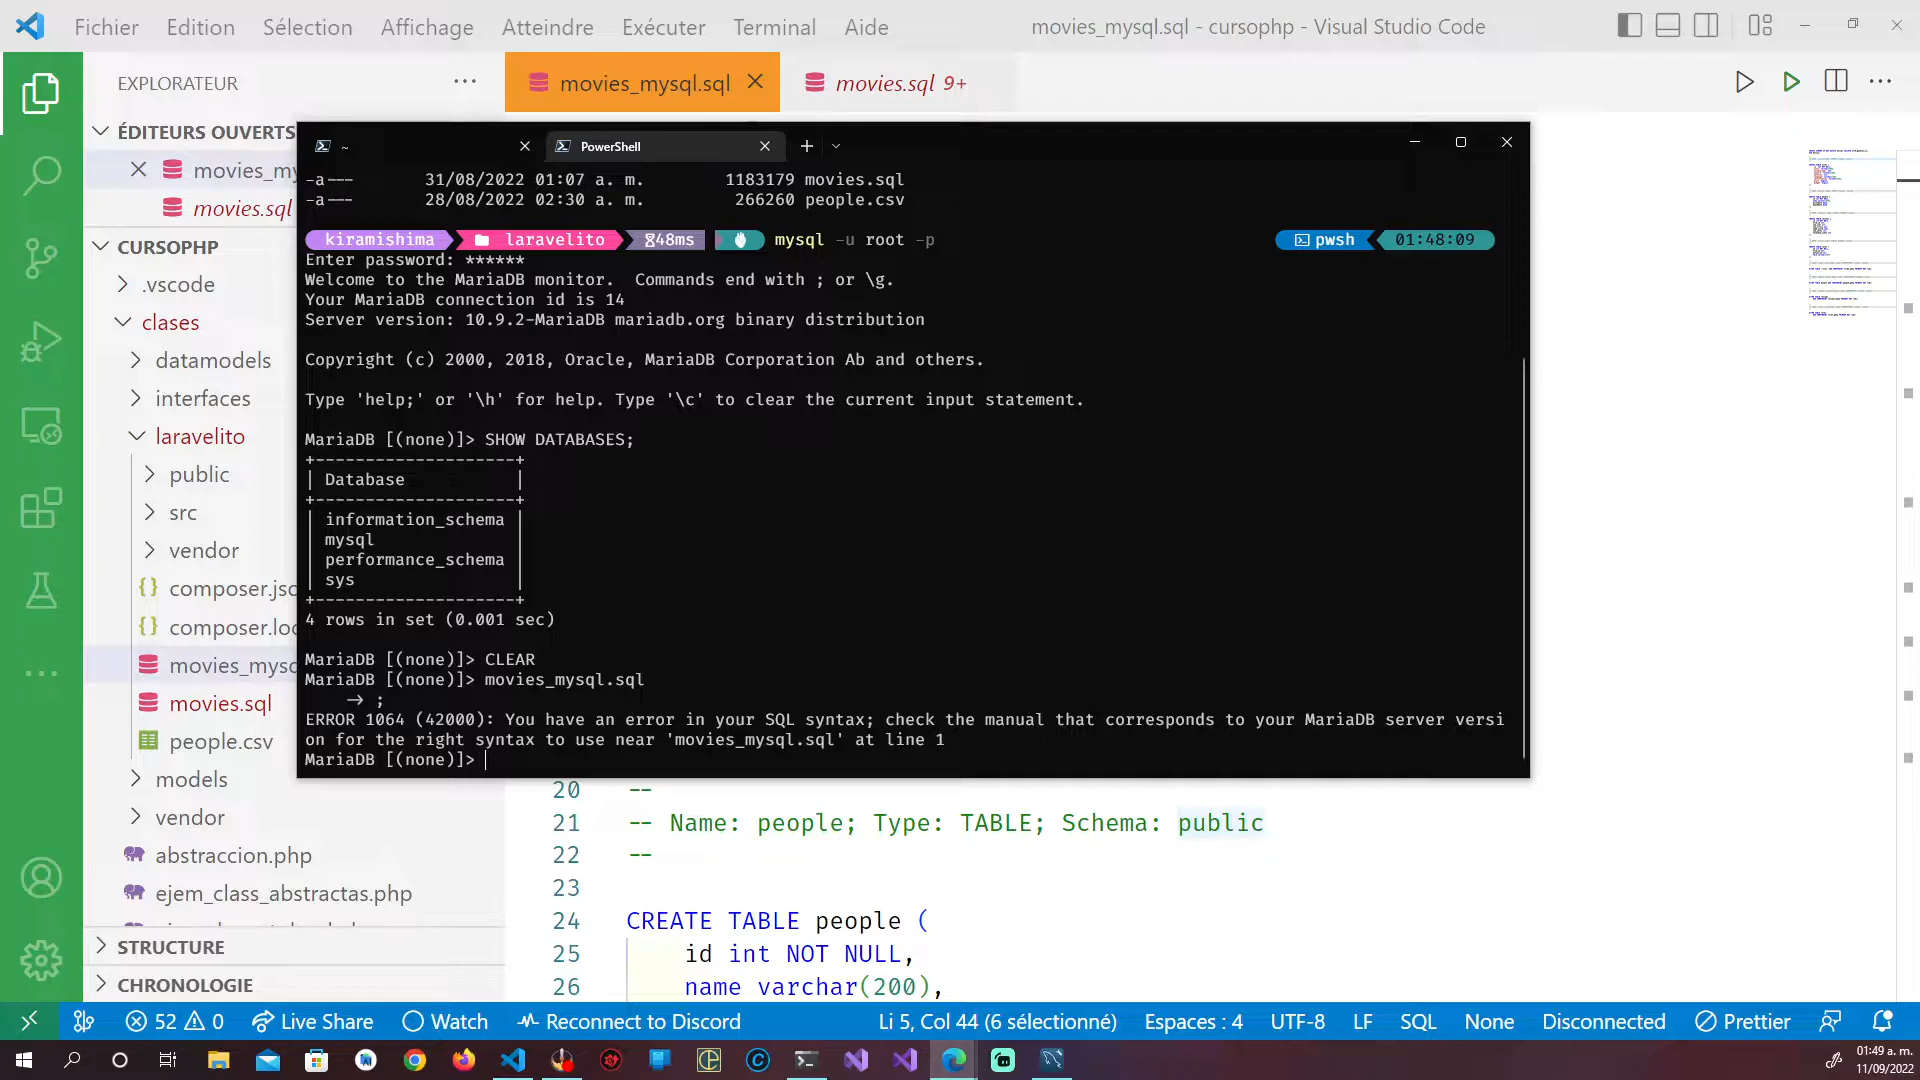 Fichier Edition Sélection Affichage Atteindre Exécuter Terminal Aide
movies_mysql.sql - cursophp - Visual Studio Code
EXPLORATEUR
movies_mysql.sql
movies.sql 9+
ÉDITEURS OUVERTS
movies_my
movies.sql
CURSOPHP
.vscode
clases
datamodels
interfaces
laravelito
public
src
vendor
composer.jso
composer.loc
movies_mysq
movies.sql
people.csv
models
vendor
abstraccion.php
ejem_class_abstractas.php
STRUCTURE
CHRONOLOGIE
~
PowerShell
-a--- 31/08/2022 01:07 a. m. 1183179 movies.sql
-a--- 28/08/2022 02:30 a. m. 266260 people.csv
kiramishima laravelito 48ms mysql -u root -p pwsh 01:48:09
Enter password: ******
Welcome to the MariaDB monitor. Commands end with ; or \g.
Your MariaDB connection id is 14
Server version: 10.9.2-MariaDB mariadb.org binary distribution
Copyright (c) 2000, 2018, Oracle, MariaDB Corporation Ab and others.
Type 'help;' or '\h' for help. Type '\c' to clear the current input statement.
MariaDB [(none)]> SHOW DATABASES;
+--------------------+
| Database |
+--------------------+
| information_schema |
| mysql |
| performance_schema |
| sys |
+--------------------+
4 rows in set (0.001 sec)
MariaDB [(none)]> CLEAR
MariaDB [(none)]> movies_mysql.sql
-> ;
ERROR 1064 (42000): You have an error in your SQL syntax; check the manual that corresponds to your MariaDB server versi
on for the right syntax to use near 'movies_mysql.sql' at line 1
MariaDB [(none)]>
20 --
21 -- Name: people; Type: TABLE; Schema: public
22 --
23
24 CREATE TABLE people (
25 id int NOT NULL,
26 name varchar(200),
52 0 Live Share Watch Reconnect to Discord Li 5, Col 44 (6 sélectionné) Espaces : 4 UTF-8 LF SQL None Disconnected Prettier
01:49 a. m.
11/09/2022